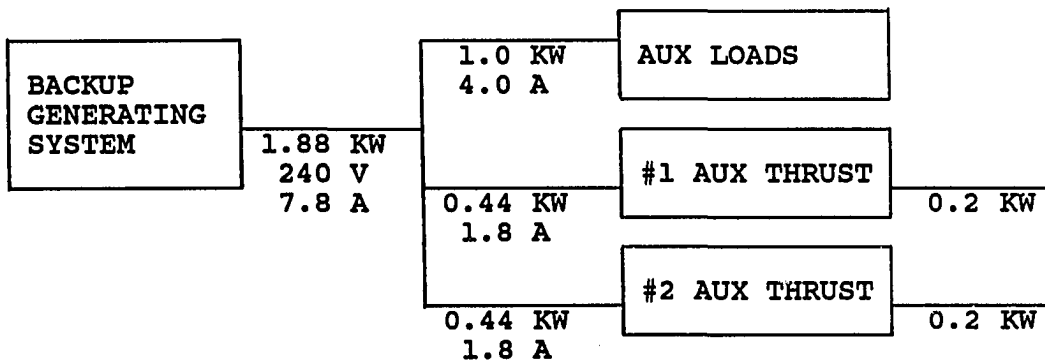 BACKUP
GENERATING
SYSTEM
1.88 KW
240 V
7.8 A
1.0 KW
4.0 A
AUX LOADS
0.44 KW
1.8 A
#1 AUX THRUST
0.2 KW
0.44 KW
1.8 A
#2 AUX THRUST
0.2 KW